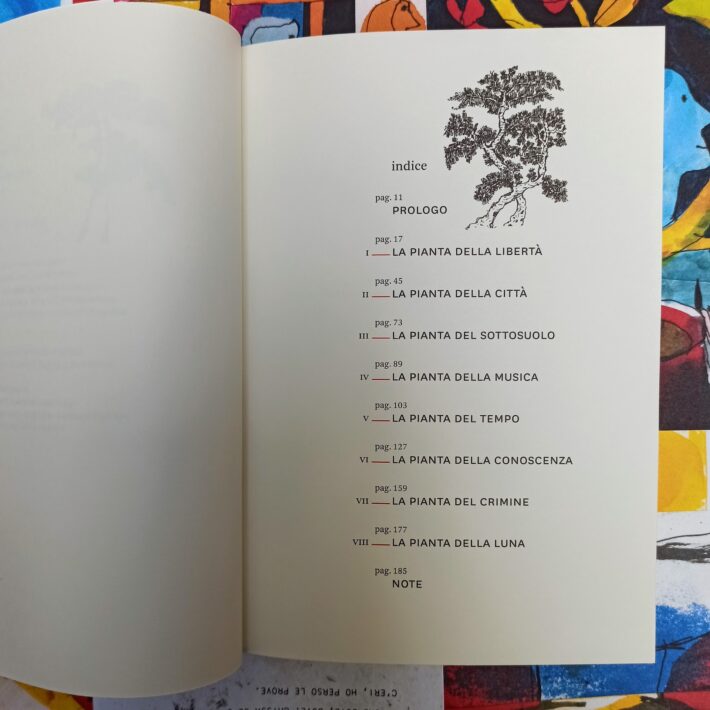 indice
pag. 11
PROLOGO
pag. 17
I LA PIANTA DELLA LIBERTÀ
pag. 45
II LA PIANTA DELLA CITTÀ
pag. 73
III LA PIANTA DEL SOTTOSUOLO
pag. 89
IV LA PIANTA DELLA MUSICA
pag. 103
V LA PIANTA DEL TEMPO
pag. 127
VI LA PIANTA DELLA CONOSCENZA
pag. 159
VII LA PIANTA DEL CRIMINE
pag. 177
VIII LA PIANTA DELLA LUNA
pag. 185
NOTE
C'ERI, HO PERSO LE PROVE.